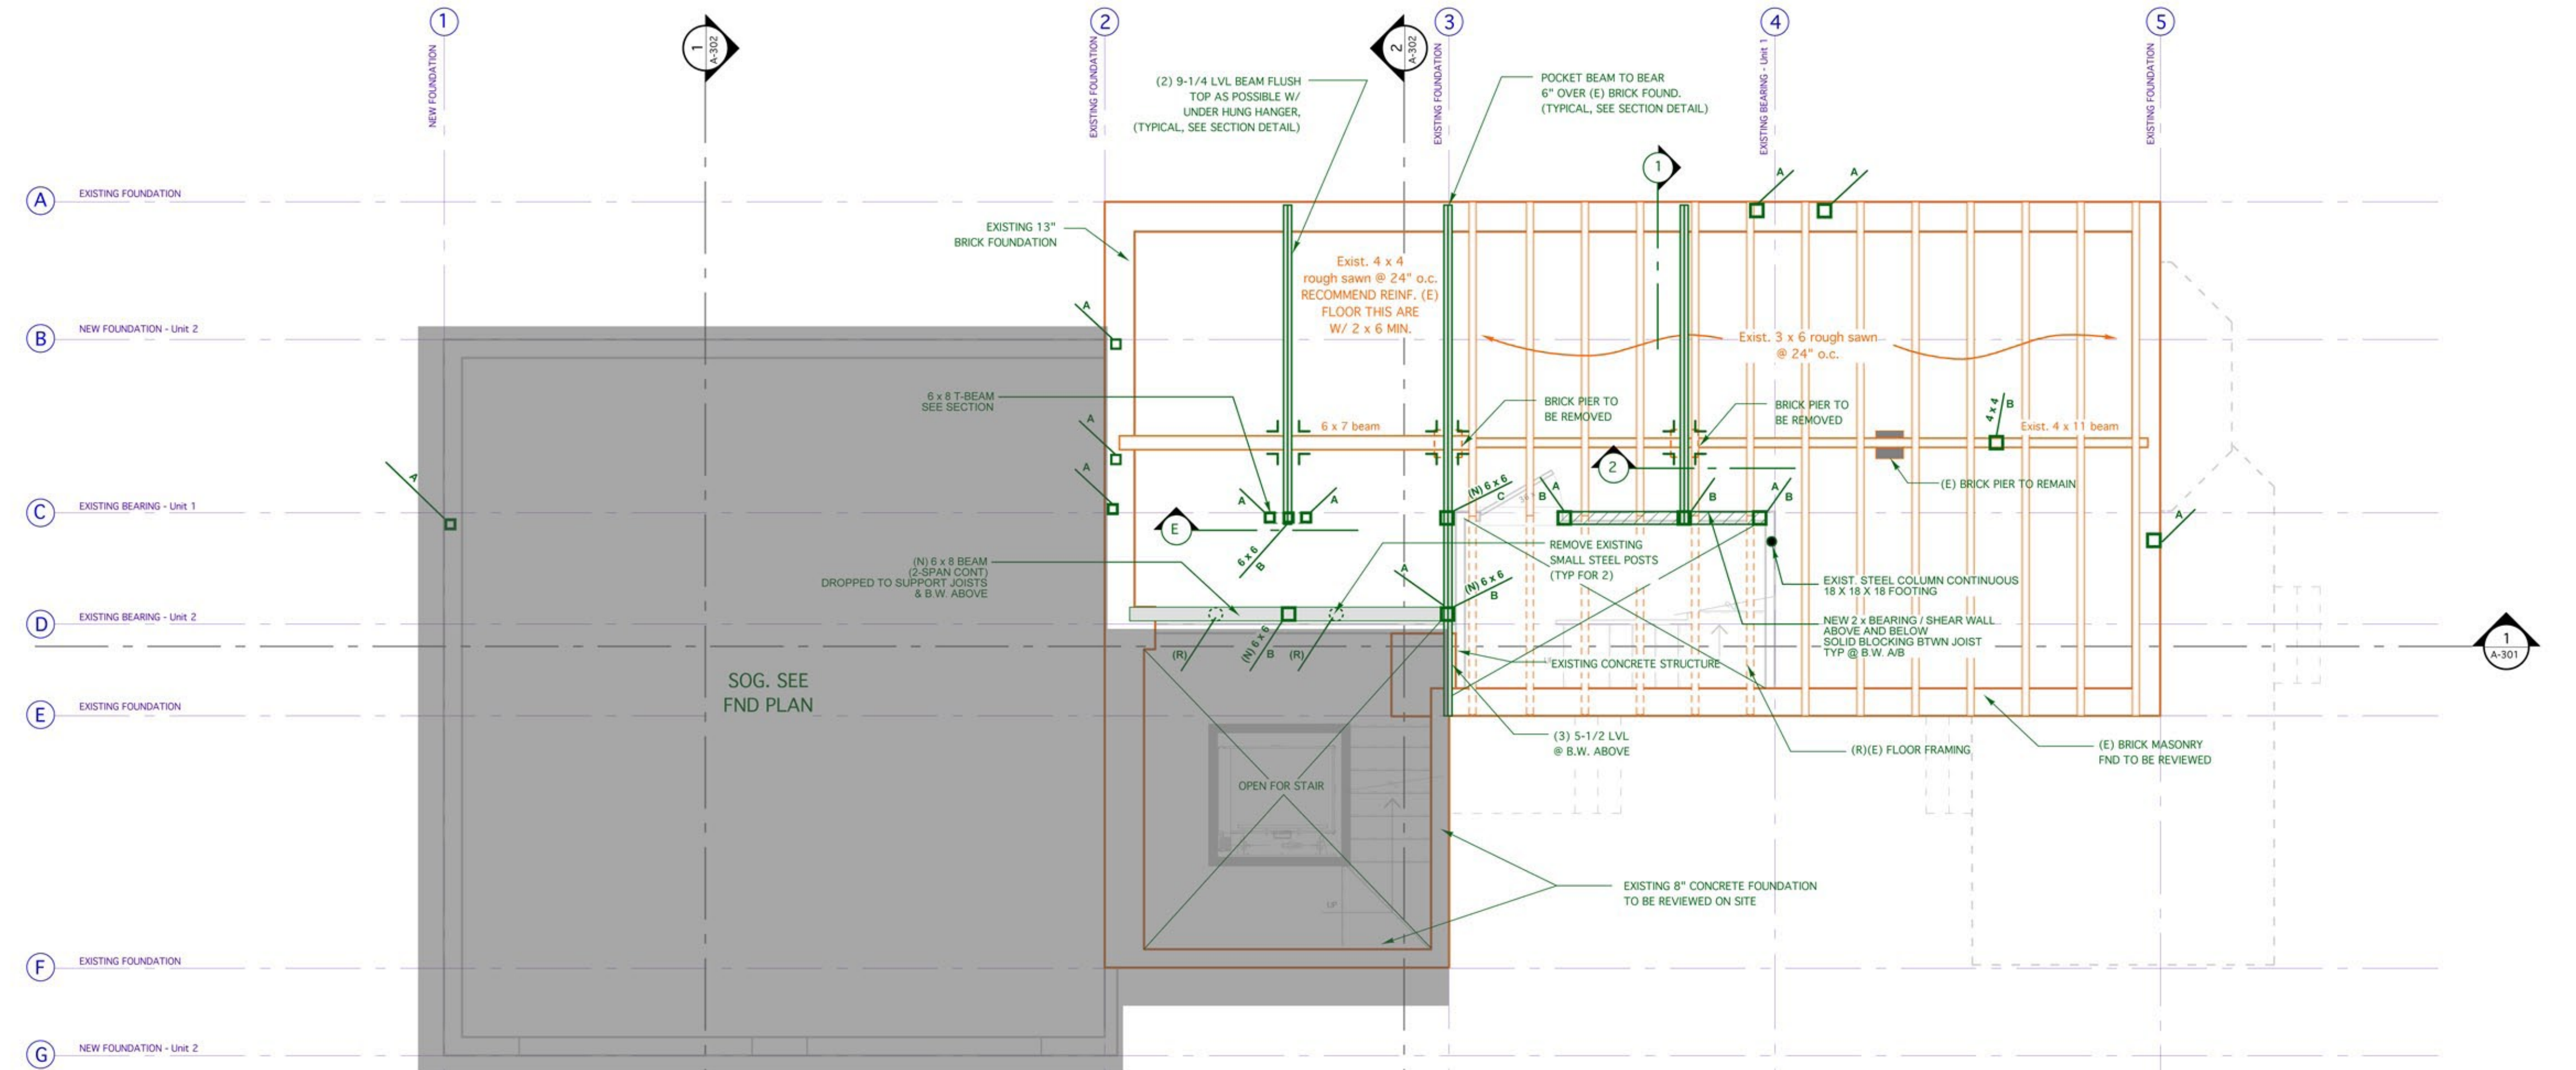 1
2
3
4
5
NEW FOUNDATION
EXISTING FOUNDATION
EXISTING FOUNDATION
EXISTING BEARING - Unit 1
EXISTING FOUNDATION
1
A-302
2
A-302
(2) 9-1/4 LVL BEAM FLUSH
TOP AS POSSIBLE W/
UNDER HUNG HANGER,
(TYPICAL, SEE SECTION DETAIL)
POCKET BEAM TO BEAR
6" OVER (E) BRICK FOUND.
(TYPICAL, SEE SECTION DETAIL)
1
A
A
A
EXISTING FOUNDATION
EXISTING 13"
BRICK FOUNDATION
Exist. 4 x 4
rough sawn @ 24" o.c.
RECOMMEND REINF. (E)
FLOOR THIS ARE
W/ 2 x 6 MIN.
A
B
NEW FOUNDATION - Unit 2
Exist. 3 x 6 rough sawn
@ 24" o.c.
6 x 8 T-BEAM
SEE SECTION
BRICK PIER TO
BE REMOVED
BRICK PIER TO
BE REMOVED
4 x 4
B
A
6 x 7 beam
Exist. 4 x 11 beam
A
A
2
(E) BRICK PIER TO REMAIN
C
EXISTING BEARING - Unit 1
A
A
(N) 6 x 6
C
36 x
B
A
B
A
B
A
E
6 x 6
B
REMOVE EXISTING
SMALL STEEL POSTS
(TYP FOR 2)
(N) 6 x 8 BEAM
(2-SPAN CONT)
DROPPED TO SUPPORT JOISTS
& B.W. ABOVE
A
(N) 6 x 6
B
EXIST. STEEL COLUMN CONTINUOUS
18 X 18 X 18 FOOTING
D
EXISTING BEARING - Unit 2
NEW 2 x BEARING / SHEAR WALL
ABOVE AND BELOW
SOLID BLOCKING BTWN JOIST
TYP @ B.W. A/B
(R)
(N) 6 x 6
B
(R)
EXISTING CONCRETE STRUCTURE
1
A-301
SOG. SEE
FND PLAN
E
EXISTING FOUNDATION
(3) 5-1/2 LVL
@ B.W. ABOVE
(R)(E) FLOOR FRAMING
(E) BRICK MASONRY
FND TO BE REVIEWED
OPEN FOR STAIR
EXISTING 8" CONCRETE FOUNDATION
TO BE REVIEWED ON SITE
UP
F
EXISTING FOUNDATION
G
NEW FOUNDATION - Unit 2